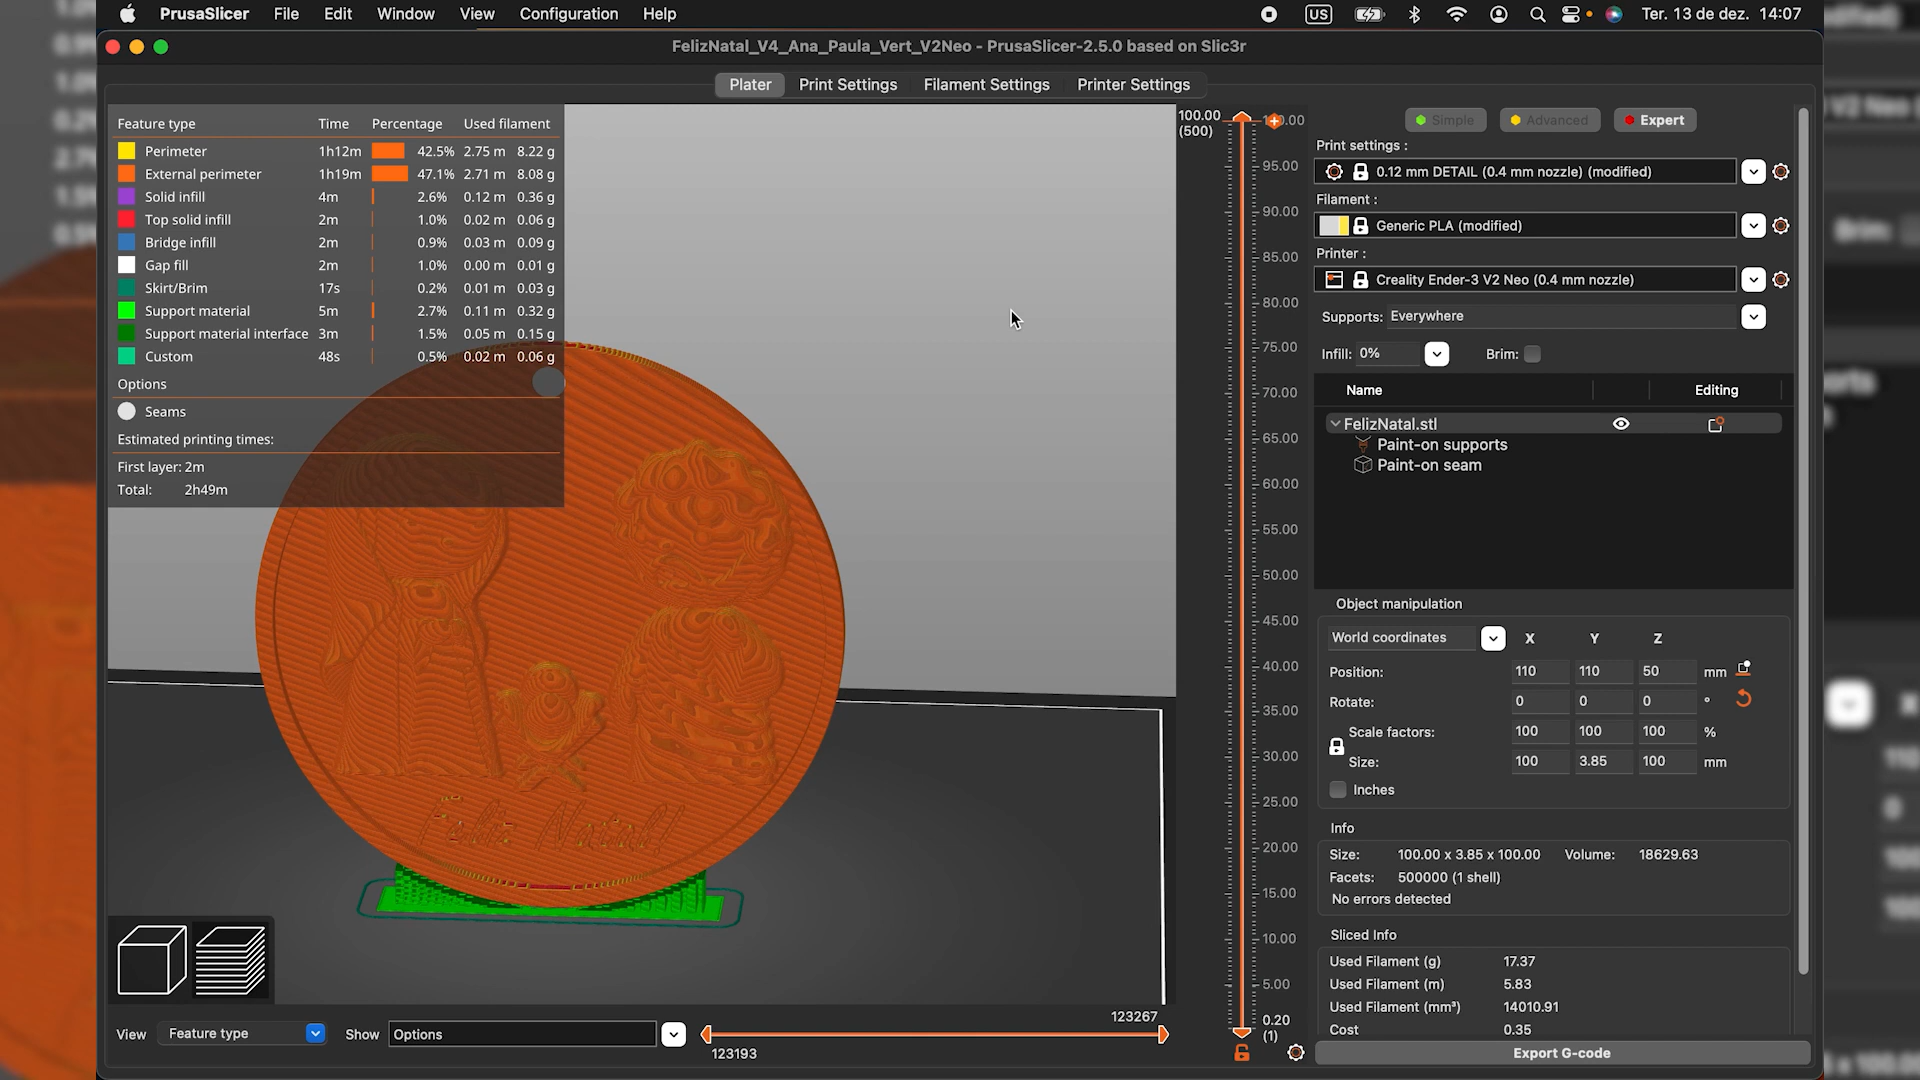 PrusaSlicer File Edit Window View Configuration Help US Ter. 13 de dez. 14:07
FelizNatal_V4_Ana_Paula_Vert_V2Neo - PrusaSlicer-2.5.0 based on Slic3r
Plater Print Settings Filament Settings Printer Settings
Feature type Time Percentage Used filament
Perimeter 1h12m 42.5% 2.75 m 8.22 g
External perimeter 1h19m 47.1% 2.71 m 8.08 g
Solid infill 4m 2.6% 0.12 m 0.36 g
Top solid infill 2m 1.0% 0.02 m 0.06 g
Bridge infill 2m 0.9% 0.03 m 0.09 g
Gap fill 2m 1.0% 0.00 m 0.01 g
Skirt/Brim 17s 0.2% 0.01 m 0.03 g
Support material 5m 2.7% 0.11 m 0.32 g
Support material interface 3m 1.5% 0.05 m 0.15 g
Custom 48s 0.5% 0.02 m 0.06 g
Options
Seams
Estimated printing times:
First layer: 2m
Total: 2h49m
Feliz Natal!
View Feature type Show Options
123267
123193
100.00
(500)
95.00
90.00
85.00
80.00
75.00
70.00
65.00
60.00
55.00
50.00
45.00
40.00
35.00
30.00
25.00
20.00
15.00
10.00
5.00
0.20
(1)
Simple Advanced Expert
Print settings :
0.12 mm DETAIL (0.4 mm nozzle) (modified)
Filament :
Generic PLA (modified)
Printer :
Creality Ender-3 V2 Neo (0.4 mm nozzle)
Supports: Everywhere
Infill: 0% Brim:
Name Editing
FelizNatal.stl
Paint-on supports
Paint-on seam
Object manipulation
World coordinates X Y Z
Position: 110 110 50 mm
Rotate: 0 0 0 °
Scale factors: 100 100 100 %
Size: 100 3.85 100 mm
Inches
Info
Size: 100.00 x 3.85 x 100.00 Volume: 18629.63
Facets: 500000 (1 shell)
No errors detected
Sliced Info
Used Filament (g) 17.37
Used Filament (m) 5.83
Used Filament (mm³) 14010.91
Cost 0.35
Export G-code